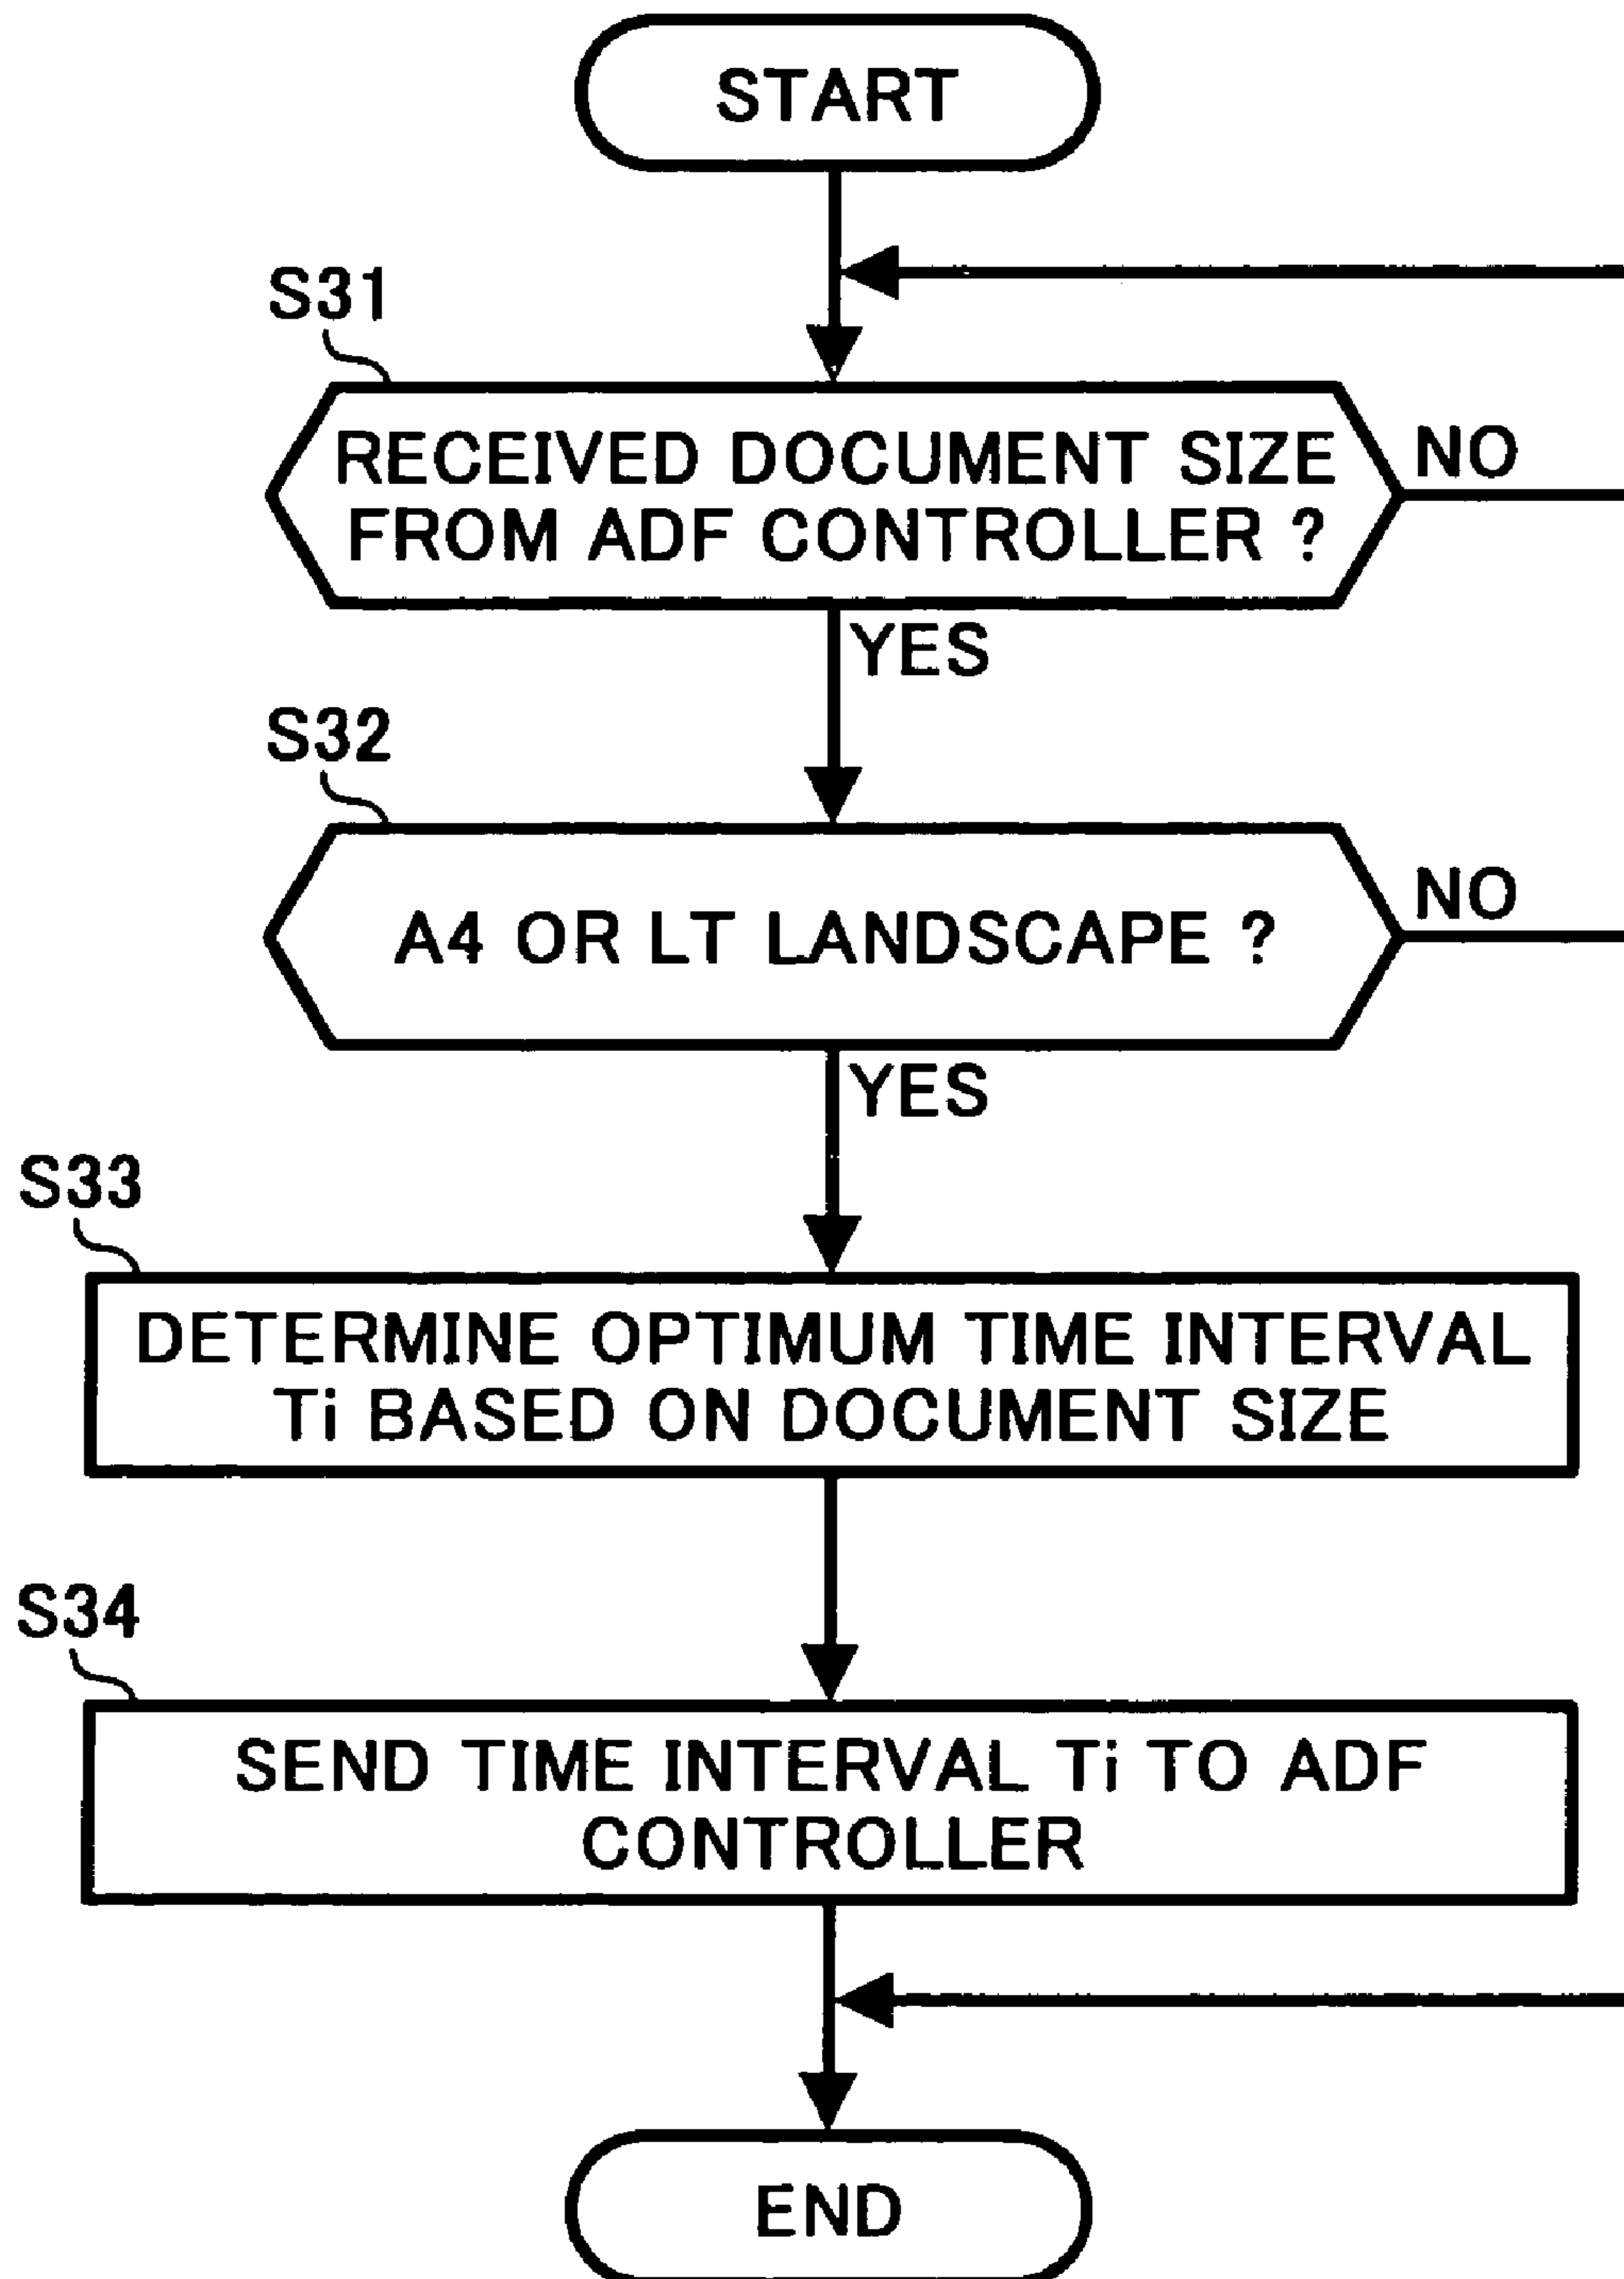 START
S31
RECEIVED DOCUMENT SIZE
FROM ADF CONTROLLER ?
NO
YES
S32
A4 OR LT LANDSCAPE ?
NO
YES
S33
DETERMINE OPTIMUM TIME INTERVAL
Ti BASED ON DOCUMENT SIZE
S34
SEND TIME INTERVAL Ti TO ADF
CONTROLLER
END